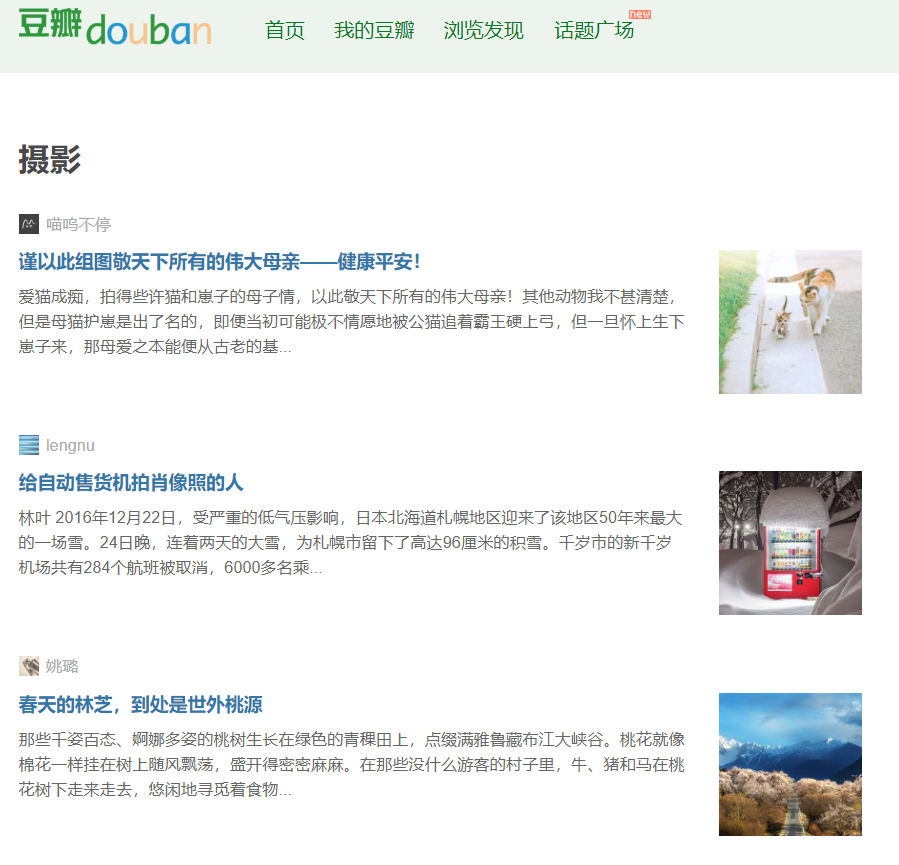 豆瓣douban
首页 我的豆瓣 浏览发现 话题广场 new
摄影
喵呜不停
谨以此组图敬天下所有的伟大母亲——健康平安！
爱猫成痴，拍得些许猫和崽子的母子情，以此敬天下所有的伟大母亲！其他动物我不甚清楚，
但是母猫护崽是出了名的，即便当初可能极不情愿地被公猫追着霸王硬上弓，但一旦怀上生下
崽子来，那母爱之本能便从古老的基...
lengnu
给自动售货机拍肖像照的人
林叶 2016年12月22日，受严重的低气压影响，日本北海道札幌地区迎来了该地区50年来最大
的一场雪。24日晚，连着两天的大雪，为札幌市留下了高达96厘米的积雪。千岁市的新千岁
机场共有284个航班被取消，6000多名乘...
姚璐
春天的林芝，到处是世外桃源
那些千姿百态、婀娜多姿的桃树生长在绿色的青稞田上，点缀满雅鲁藏布江大峡谷。桃花就像
棉花一样挂在树上随风飘荡，盛开得密密麻麻。在那些没什么游客的村子里，牛、猪和马在桃
花树下走来走去，悠闲地寻觅着食物...